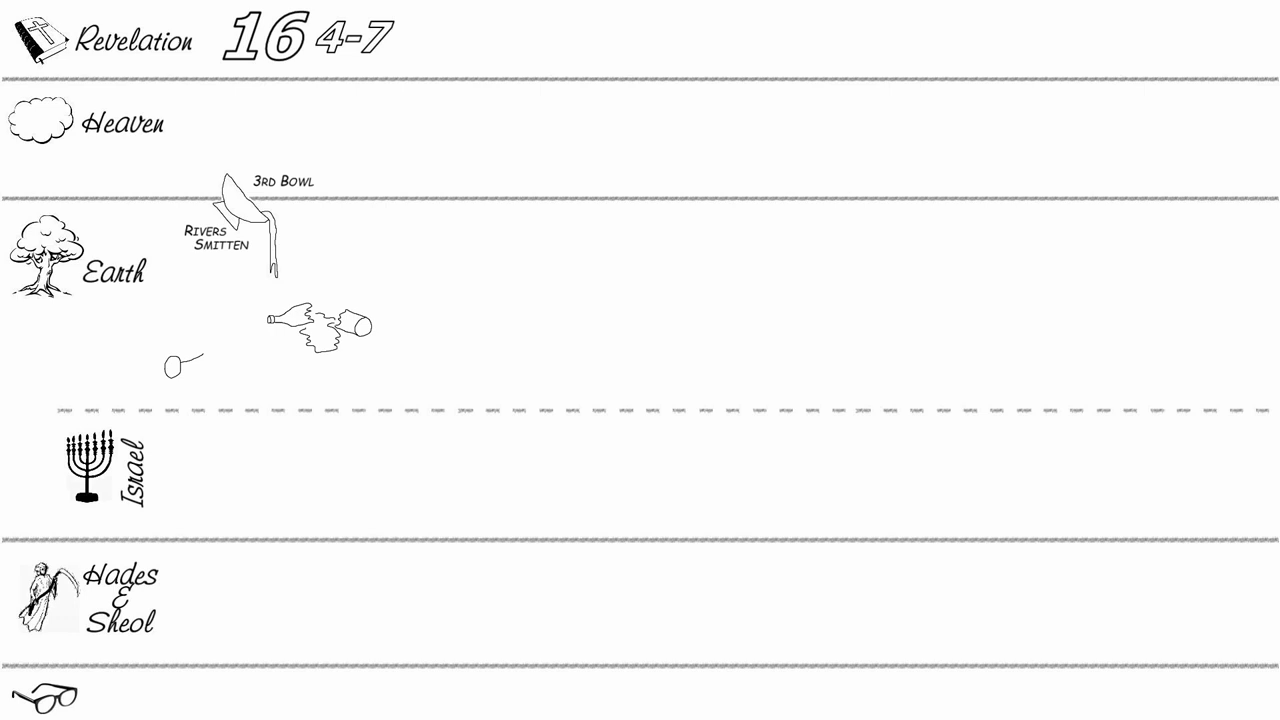 Revelation 16 4-7
Heaven
3RD BOWL
RIVERS
SMITTEN
Earth
Israel
Hades
&
Sheol